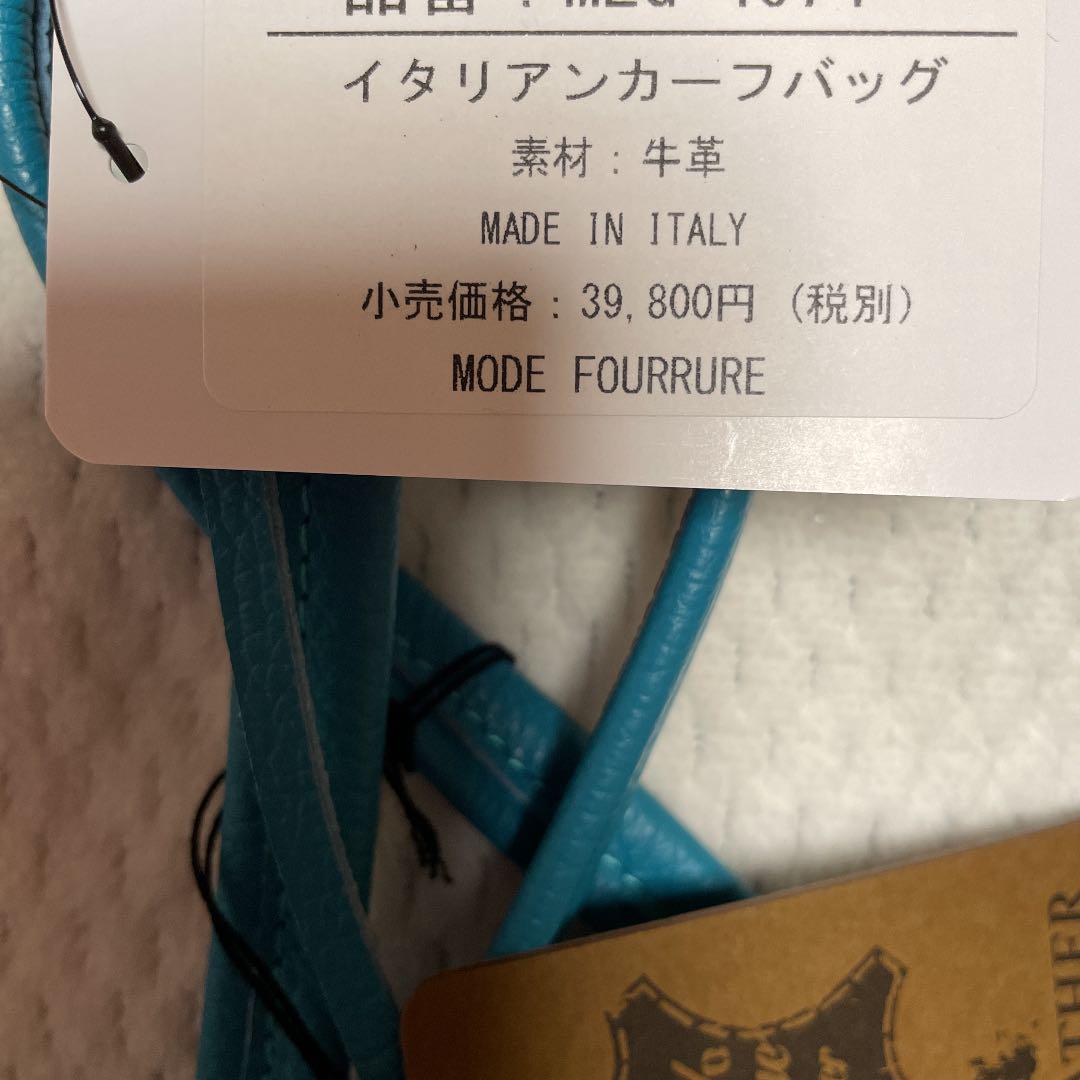 イタリアンカーフバッグ
素材：牛革
MADE IN ITALY
小売価格：39,800円（税別）
MODE FOURRURE